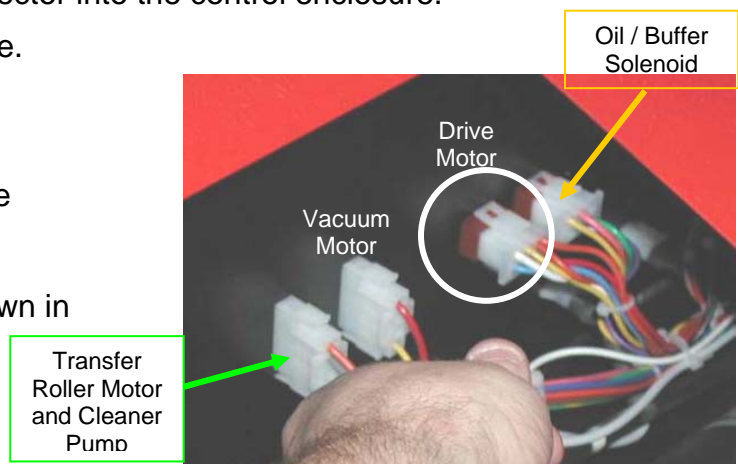 ector into the control enclosure.
e.
Oil / Buffer
Solenoid
Drive
Motor
e
Vacuum
Motor
wn in
Transfer
Roller Motor
and Cleaner
Pump